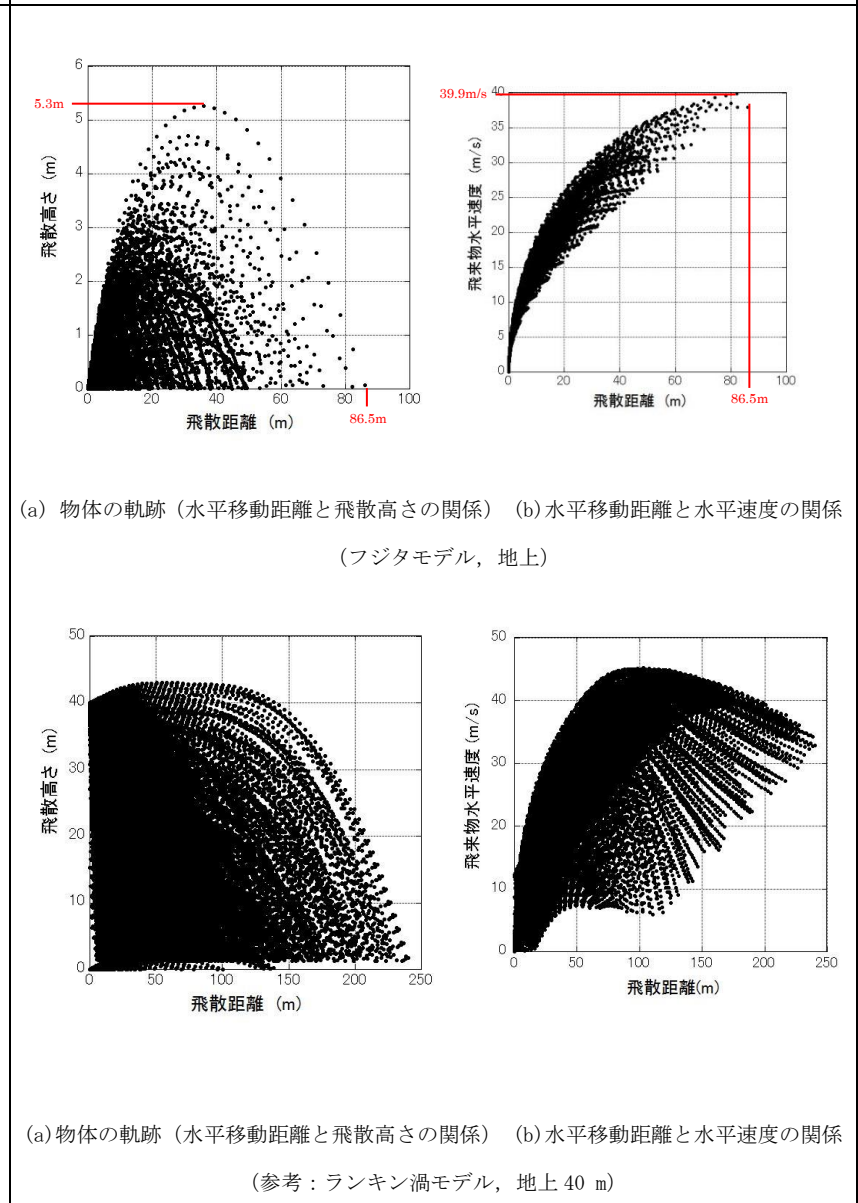 6
5.3m
5
4
3
2
1
0
飛散高さ (m)
0 20 40 60 80 100
86.5m
飛散距離 (m)
39.9m/s
40
35
30
25
20
15
10
5
0
飛来物水平速度 (m/s)
0 20 40 60 80 100
86.5m
飛散距離 (m)
(a) 物体の軌跡（水平移動距離と飛散高さの関係） (b)水平移動距離と水平速度の関係
（フジタモデル，地上）
50
40
30
20
10
0
飛散高さ (m)
0 50 100 150 200 250
飛散距離 (m)
50
40
30
20
10
0
飛来物水平速度(m/s)
0 50 100 150 200 250
飛散距離(m)
(a)物体の軌跡（水平移動距離と飛散高さの関係） (b)水平移動距離と水平速度の関係
（参考：ランキン渦モデル，地上 40 m）